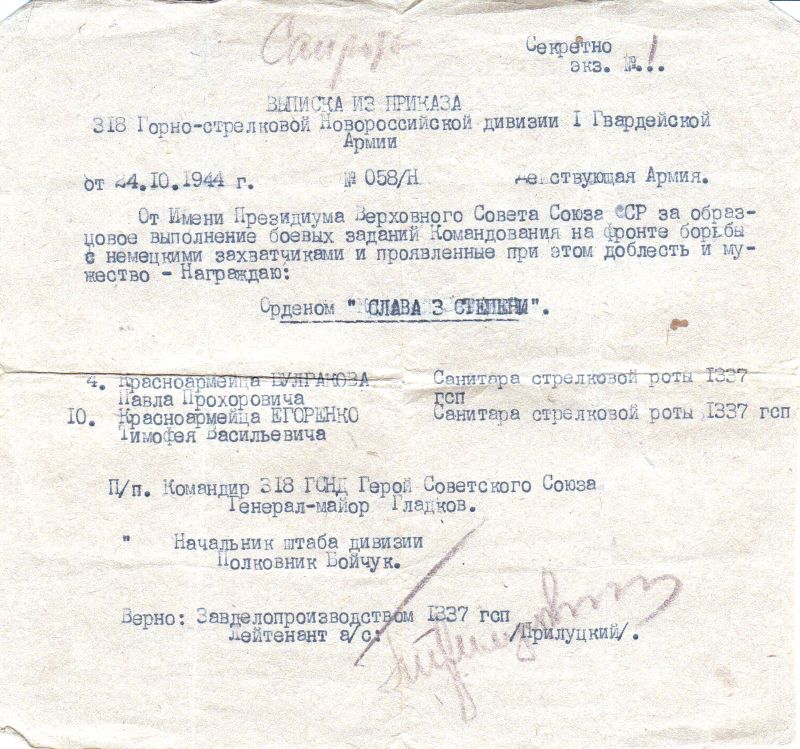 Секретно
экз. № 1.
ВЫПИСКА ИЗ ПРИКАЗА
318 Горно-стрелковой Новороссийской дивизии I Гвардейской
Армии
от 24.10.1944 г. № 058/Н Действующая Армия.
От Имени Президиума Верховного Совета Союза ССР за образ-
цовое выполнение боевых заданий Командования на фронте борьбы
с немецкими захватчиками и проявленные при этом доблесть и му-
жество - Награждаю:
Орденом " СЛАВА 3 СТЕПЕНИ".
4. Красноармейца БУЛГАКОВА Санитара стрелковой роты 1337
Павла Прохоровича гсп
10. Красноармейца ЕГОРЕНКО Санитара стрелковой роты 1337 гсп
Тимофея Васильевича
П/п. Командир 318 ГСНД Герой Советского Союза
Генерал-майор Гладков.
" Начальник штаба дивизии
Полковник Бойчук.
Верно: Завделопроизводством 1337 гсп
Лейтенант а/с: /Прилуцкий/.